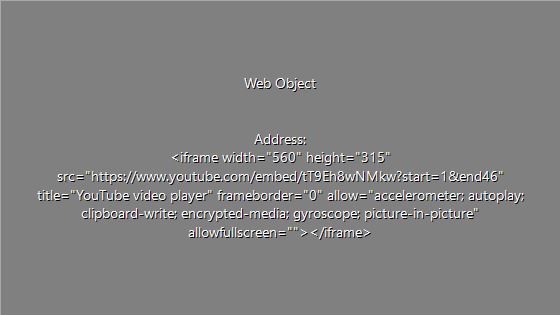 Web Object
Address:
<iframe width="560" height="315"
src="https://www.youtube.com/embed/tT9Eh8wNMkw?start=1&end46"
title="YouTube video player" frameborder="0" allow="accelerometer; autoplay;
clipboard-write; encrypted-media; gyroscope; picture-in-picture"
allowfullscreen=""></iframe>